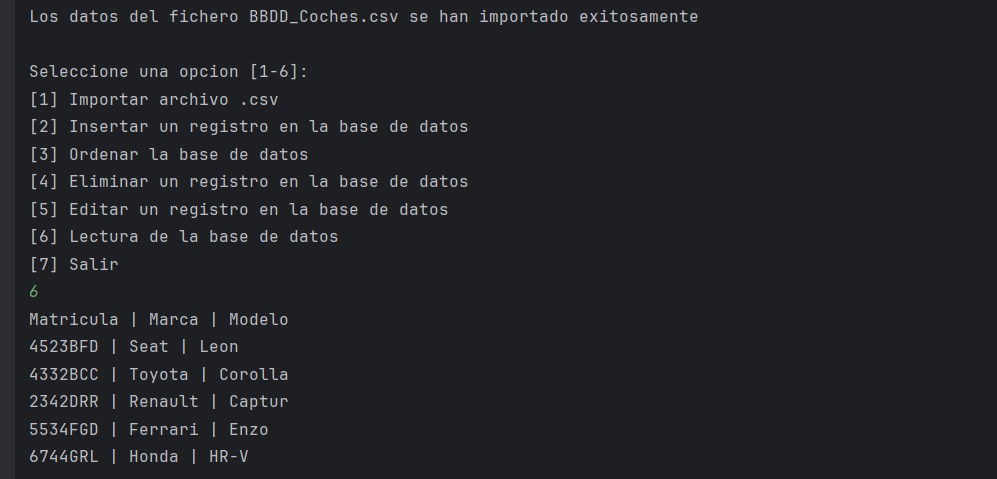 Los datos del fichero BBDD_Coches.csv se han importado exitosamente
Seleccione una opcion [1-6]:
[1] Importar archivo .csv
[2] Insertar un registro en la base de datos
[3] Ordenar la base de datos
[4] Eliminar un registro en la base de datos
[5] Editar un registro en la base de datos
[6] Lectura de la base de datos
[7] Salir
6
Matricula | Marca | Modelo
4523BFD | Seat | Leon
4332BCC | Toyota | Corolla
2342DRR | Renault | Captur
5534FGD | Ferrari | Enzo
6744GRL | Honda | HR-V